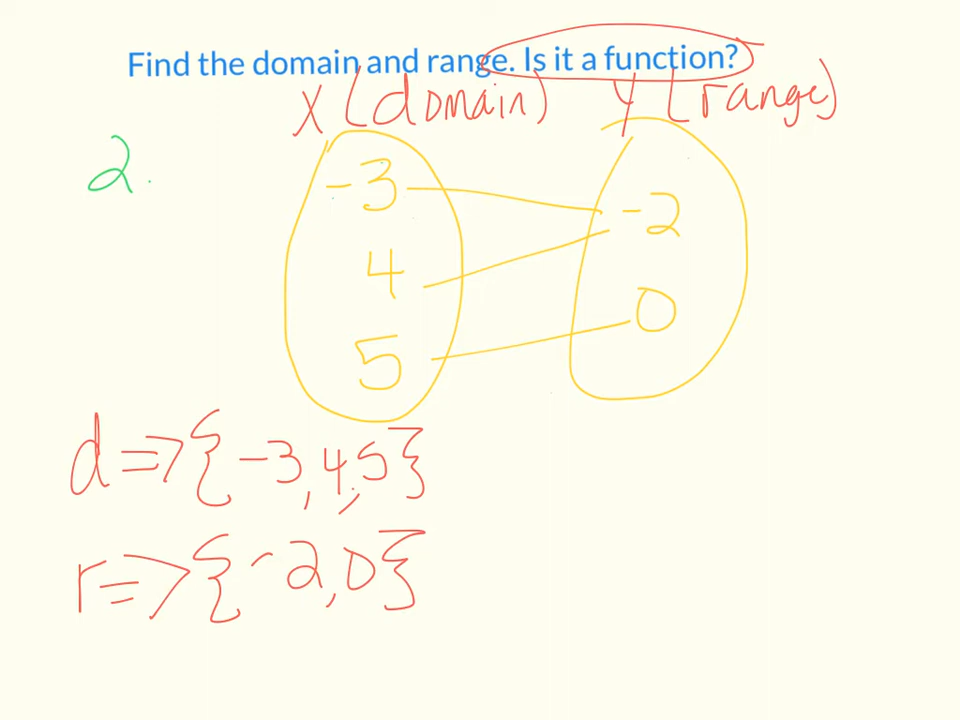 Find the domain and range. Is it a function?
X (domain) Y (range)
2.
-3 -2
4
0
5
d => {-3, 4, 5}
r => {-2, 0}